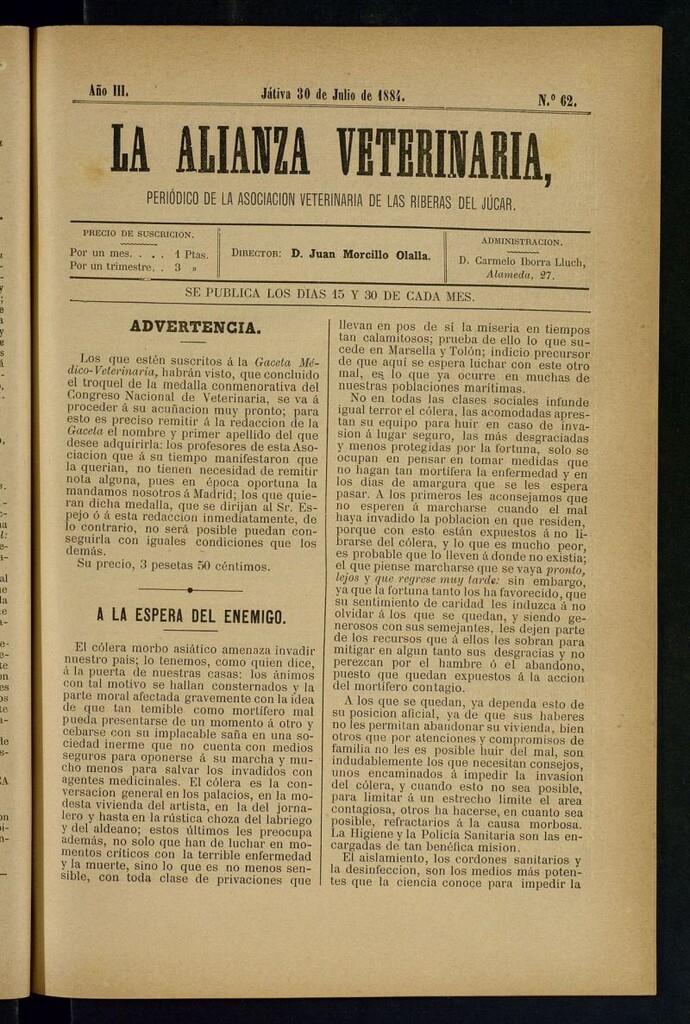 Año III.
Játiva 30 de Julio de 1884.
N.º 62.
LA ALIANZA VETERINARIA,
PERIÓDICO DE LA ASOCIACION VETERINARIA DE LAS RIBERAS DEL JÚCAR.
PRECIO DE SUSCRICION.
Por un mes. . . . 1 Ptas.
Por un trimestre. . 3 »
DIRECTOR: D. Juan Morcillo Olalla.
ADMINISTRACION.
D. Carmelo Iborra Lluch,
Alameda, 27.
SE PUBLICA LOS DIAS 15 Y 30 DE CADA MES.
ADVERTENCIA.
Los que estén suscritos á la Gaceta Mé-
dico-Veterinaria, habrán visto, que concluido
el troquel de la medalla conmenorativa del
Congreso Nacional de Veterinaria, se va á
proceder á su acuñacion muy pronto; para
esto es preciso remitir á la redaccion de la
Gaceta el nombre y primer apellido del que
desee adquirirla: los profesores de esta Aso-
ciacion que á su tiempo manifestaron que
la querian, no tienen necesidad de remitir
nota alguna, pues en época oportuna la
mandamos nosotros á Madrid; los que quie-
ran dicha medalla, que se dirijan al Sr. Es-
pejo ó á esta redaccion inmediatamente, de
lo contrario, no será posible puedan con-
seguirla con iguales condiciones que los
demás.
Su precio, 3 pesetas 50 céntimos.
A LA ESPERA DEL ENEMIGO.
El cólera morbo asiático amenaza invadir
nuestro pais; lo tenemos, como quien dice,
á la puerta de nuestras casas: los ánimos
con tal motivo se hallan consternados y la
parte moral afectada gravemente con la idea
de que tan temible como mortífero mal
pueda presentarse de un momento á otro y
cebarse con su implacable saña en una so-
ciedad inerme que no cuenta con medios
seguros para oponerse á su marcha y mu-
cho menos para salvar los invadidos con
agentes medicinales. El cólera es la con-
versacion general en los palacios, en la mo-
desta vivienda del artista, en la del jorna-
lero y hasta en la rústica choza del labriego
y del aldeano; estos últimos les preocupa
además, no solo que han de luchar en mo-
mentos críticos con la terrible enfermedad
y la muerte, sino lo que es no menos sen-
sible, con toda clase de privaciones que
llevan en pos de sí la miseria en tiempos
tan calamitosos; prueba de ello lo que su-
cede en Marsella y Tolón; indicio precursor
de que aquí se espera luchar con este otro
mal, es lo que ya ocurre en muchas de
nuestras poblaciones marítimas.
No en todas las clases sociales infunde
igual terror el cólera, las acomodadas apres-
tan su equipo para huir en caso de inva-
sion á lugar seguro, las más desgraciadas
y menos protegidas por la fortuna, solo se
ocupan en pensar en tomar medidas que
no hagan tan mortífera la enfermedad y en
los dias de amargura que se les espera
pasar. A los primeros les aconsejamos que
no esperen á marcharse cuando el mal
haya invadido la poblacion en que residen,
porque con esto están expuestos á no li-
brarse del cólera, y lo que es mucho peor,
es probable que lo lleven á donde no existia;
el que piense marcharse que se vaya pronto,
lejos y que regrese muy tarde: sin embargo,
ya que la fortuna tanto los ha favorecido, que
su sentimiento de caridad les induzca á no
olvidar á los que se quedan, y siendo ge-
nerosos con sus semejantes, les dejen parte
de los recursos que á ellos les sobran para
mitigar en algun tanto sus desgracias y no
perezcan por el hambre ó el abandono,
puesto que quedan expuestos á la accion
del mortífero contagio.
A los que se quedan, ya dependa esto de
su posicion aficial, ya de que sus haberes
no les permitan abandonar su vivienda, bien
otros que por atenciones y compromisos de
familia no les es posible huir del mal, son
indudablemente los que necesitan consejos,
unos encaminados á impedir la invasion
del cólera, y cuando esto no sea posible,
para limitar á un estrecho límite el area
contagiosa, otros ha hacerse, en cuanto sea
posible, refractarios á la causa morbosa.
La Higiene y la Policía Sanitaria son las en-
cargadas de tan benéfica mision.
El aislamiento, los cordones sanitarios y
la desinfeccion, son los medios más poten-
tes que la ciencia conoce para impedir la